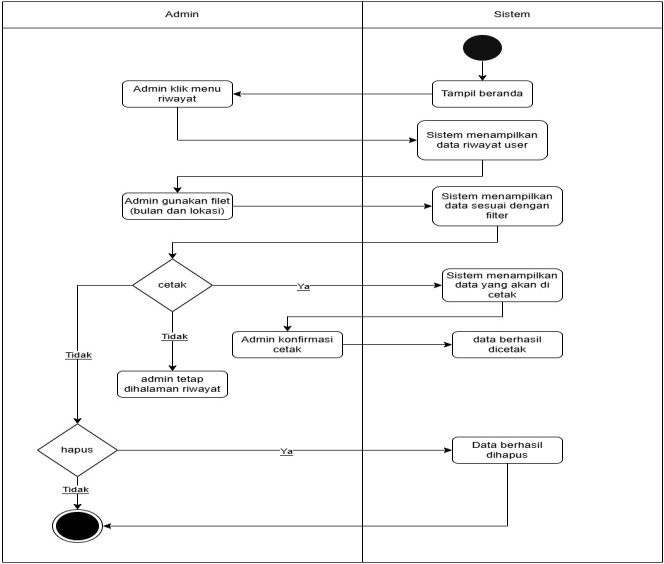 Admin
Sistem
Tampil beranda
Admin klik menu
riwayat
Sistem menampilkan
data riwayat user
Admin gunakan filet
(bulan dan lokasi)
Sistem menampilkan
data sesuai dengan
filter
cetak
Ya
Sistem menampilkan
data yang akan di
cetak
Tidak
Admin konfirmasi
cetak
data berhasil
dicetak
Tidak
admin tetap
dihalaman riwayat
hapus
Ya
Data berhasil
dihapus
Tidak